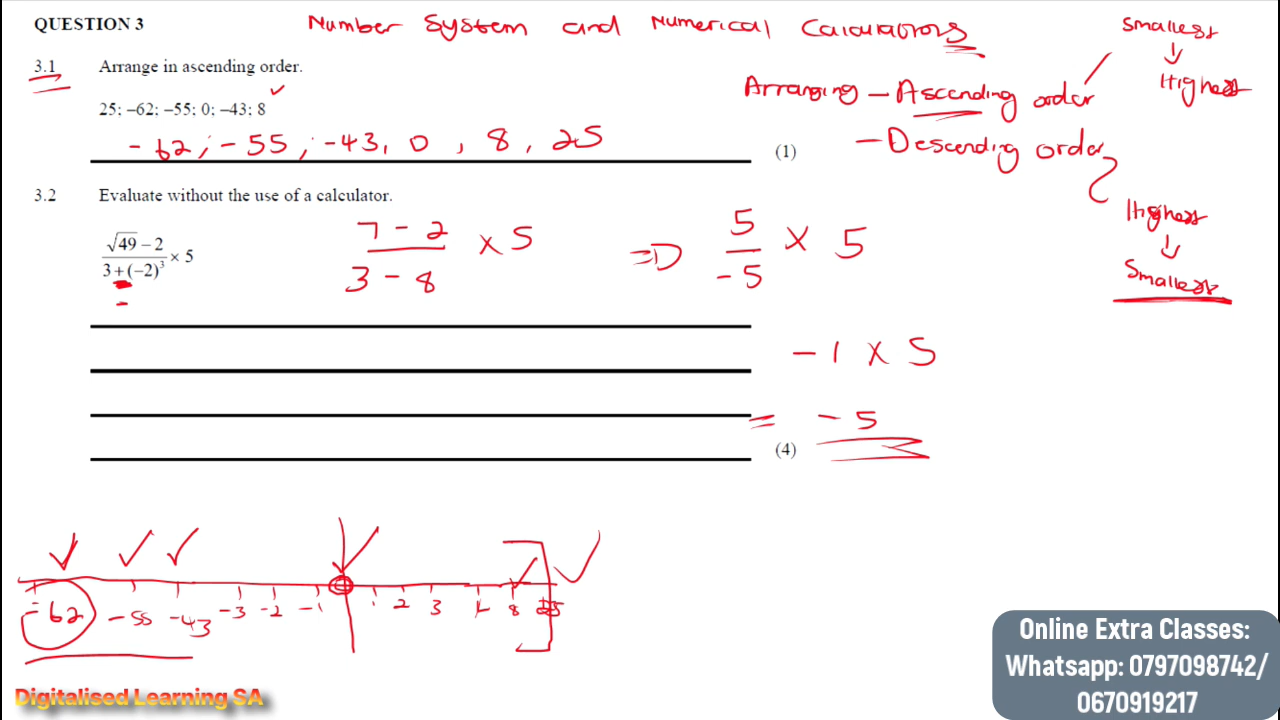 QUESTION 3
Number System and Numerical Calculations
Smallest
↓
Highest
3.1 Arrange in ascending order.
25; −62; −55; 0; −43; 8
Arranging – Ascending order
– Descending order
Highest
↓
Smallest
- 62 ; - 55 ; -43, 0 , 8 , 25
(1)
3.2 Evaluate without the use of a calculator.
√49 − 2 / 3 + (−2)³ × 5
7 - 2 / 3 - 8 × 5 ⇒ 5 / -5 × 5
- 1 × 5
= - 5
(4)
-62 -55 -43 -3 -2 -1 1 2 3 8 25
Digitalised Learning SA
Online Extra Classes:
Whatsapp: 0797098742/
0670919217